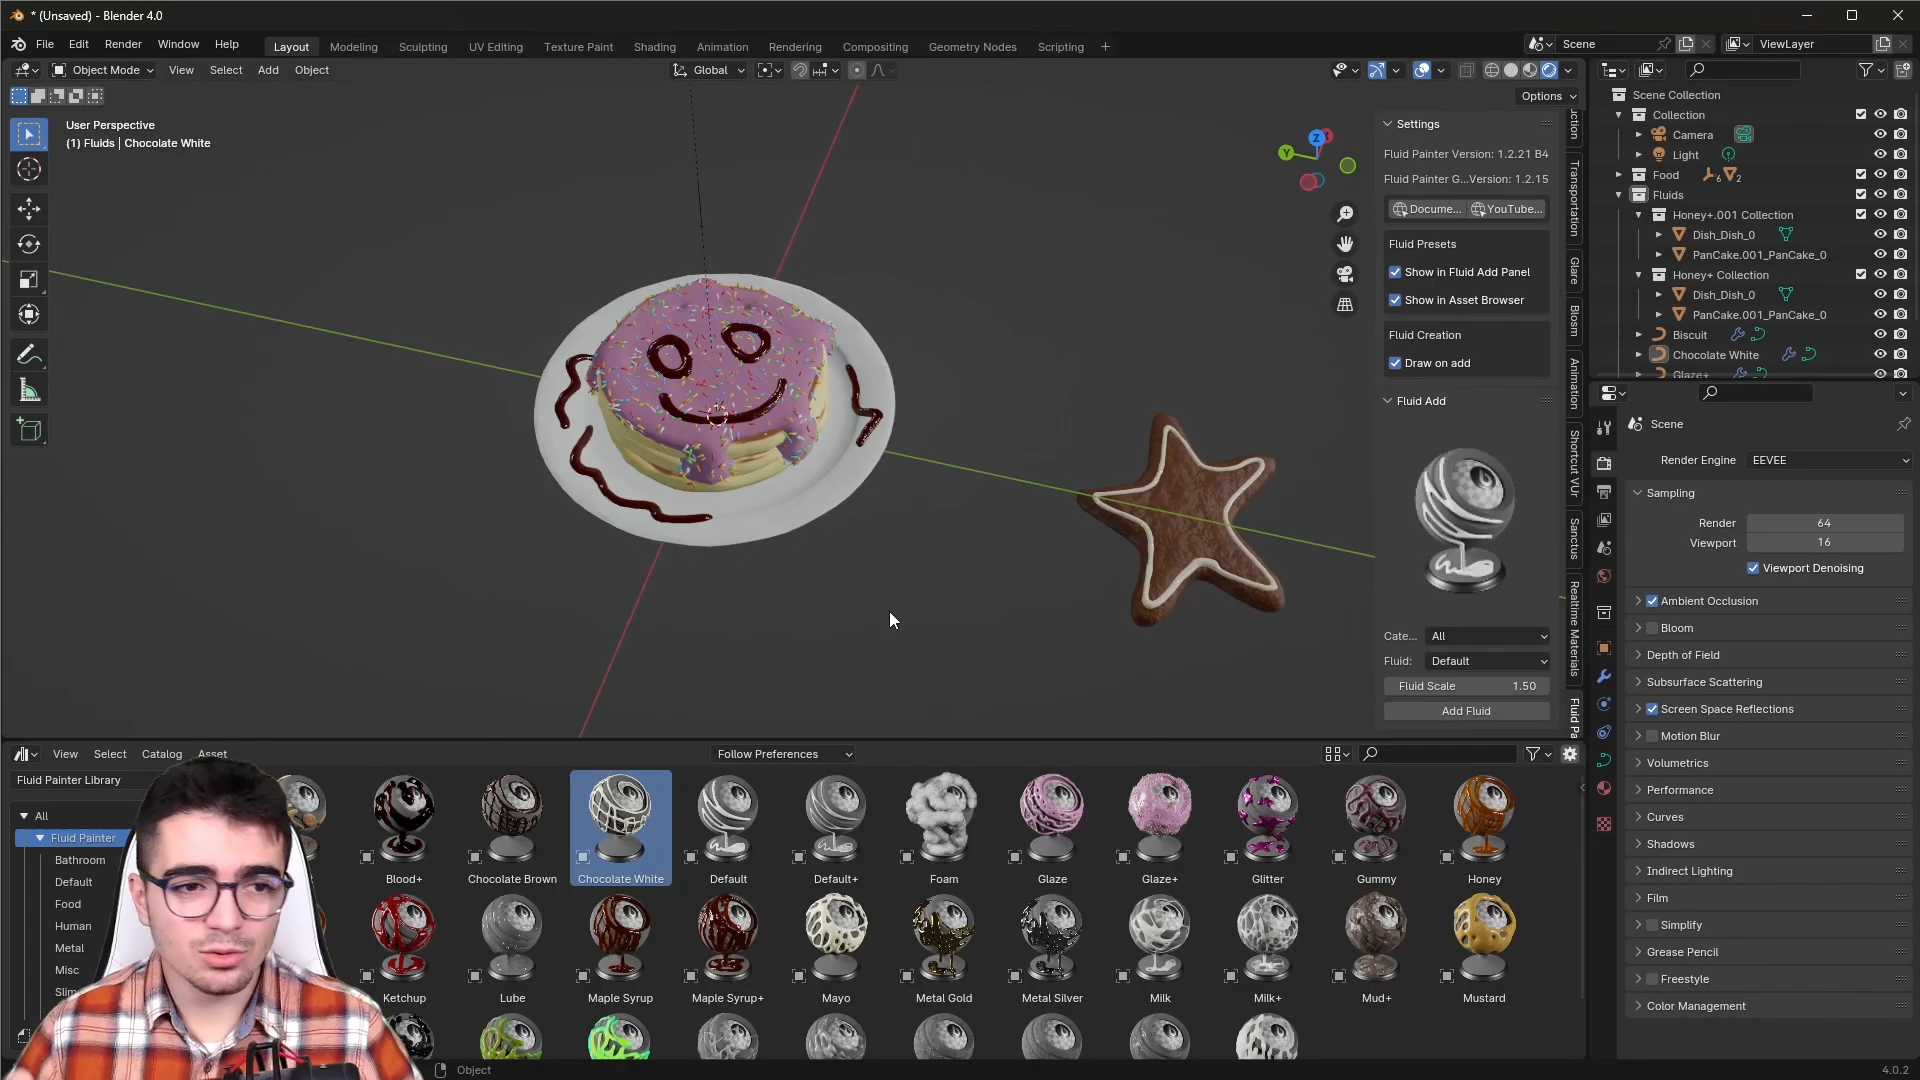 * (Unsaved) - Blender 4.0
File Edit Render Window Help
Layout Modeling Sculpting UV Editing Texture Paint Shading Animation Rendering Compositing Geometry Nodes Scripting +
Scene ViewLayer
Object Mode View Select Add Object Global
Options
User Perspective
(1) Fluids | Chocolate White
X
Y
Z
Settings
Fluid Painter Version: 1.2.21 B4
Fluid Painter G...Version: 1.2.15
Docume... YouTube...
Fluid Presets
Show in Fluid Add Panel
Show in Asset Browser
Fluid Creation
Draw on add
Fluid Add
Cate... All
Fluid: Default
Fluid Scale 1.50
Add Fluid
Transportation
Glare
Blosm
Animation
Shortcut VUr
Sanctus
Realtime Materials
Fluid Pa
Scene Collection
Collection
Camera
Light
Food 6 2
Fluids
Honey+.001 Collection
Dish_Dish_0
PanCake.001_PanCake_0
Honey+ Collection
Dish_Dish_0
PanCake.001_PanCake_0
Biscuit
Chocolate White
Glaze+
Scene
Render Engine EEVEE
Sampling
Render 64
Viewport 16
Viewport Denoising
Ambient Occlusion
Bloom
Depth of Field
Subsurface Scattering
Screen Space Reflections
Motion Blur
Volumetrics
Performance
Curves
Shadows
Indirect Lighting
Film
Simplify
Grease Pencil
Freestyle
Color Management
View Select Catalog Asset Follow Preferences
Fluid Painter Library
All
Fluid Painter
Bathroom
Default
Food
Human
Metal
Misc
Blood+ Chocolate Brown Chocolate White Default Default+ Foam Glaze Glaze+ Glitter Gummy Honey
Ketchup Lube Maple Syrup Maple Syrup+ Mayo Metal Gold Metal Silver Milk Milk+ Mud+ Mustard
Object
4.0.2